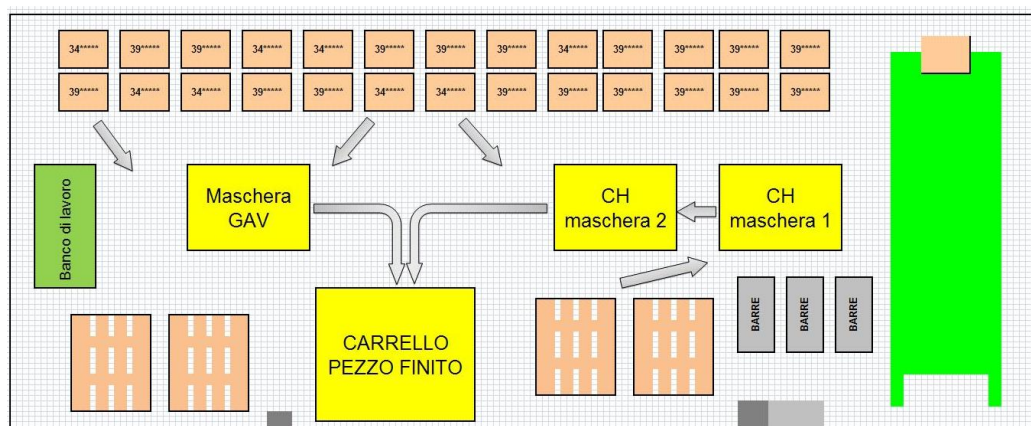 34***** 39***** 39***** 34***** 34***** 39***** 39***** 39***** 34***** 39***** 39***** 39***** 39*****
39***** 34***** 34***** 39***** 39***** 34***** 34***** 39***** 39***** 39***** 39***** 39***** 39*****
Banco di lavoro
Maschera
GAV
CH
maschera 2
CH
maschera 1
CARRELLO
PEZZO FINITO
BARRE
BARRE
BARRE